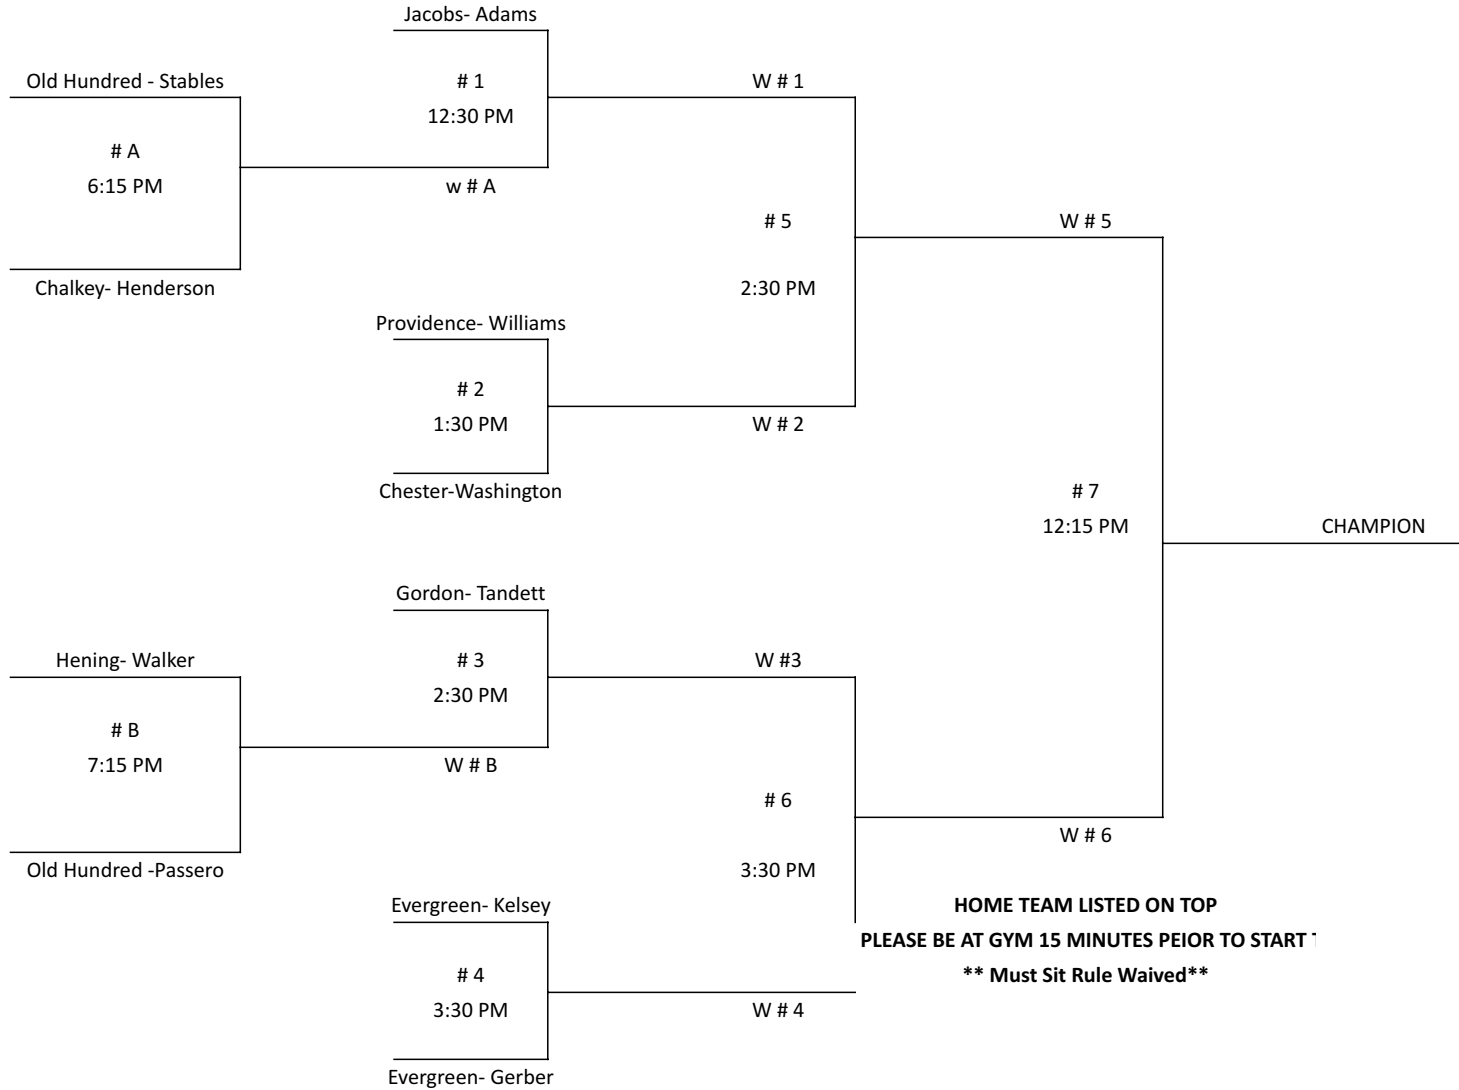 Jacobs- Adams
Old Hundred - Stables
# 1
W # 1
12:30 PM
# A
6:15 PM
w # A
# 5
W # 5
Chalkey- Henderson
2:30 PM
Providence- Williams
# 2
1:30 PM
W # 2
Chester-Washington
# 7
12:15 PM
CHAMPION
Gordon- Tandett
Hening- Walker
# 3
W #3
2:30 PM
# B
7:15 PM
W # B
# 6
W # 6
Old Hundred -Passero
3:30 PM
Evergreen- Kelsey
HOME TEAM LISTED ON TOP
PLEASE BE AT GYM 15 MINUTES PEIOR TO START
# 4
** Must Sit Rule Waived**
3:30 PM
W # 4
Evergreen- Gerber